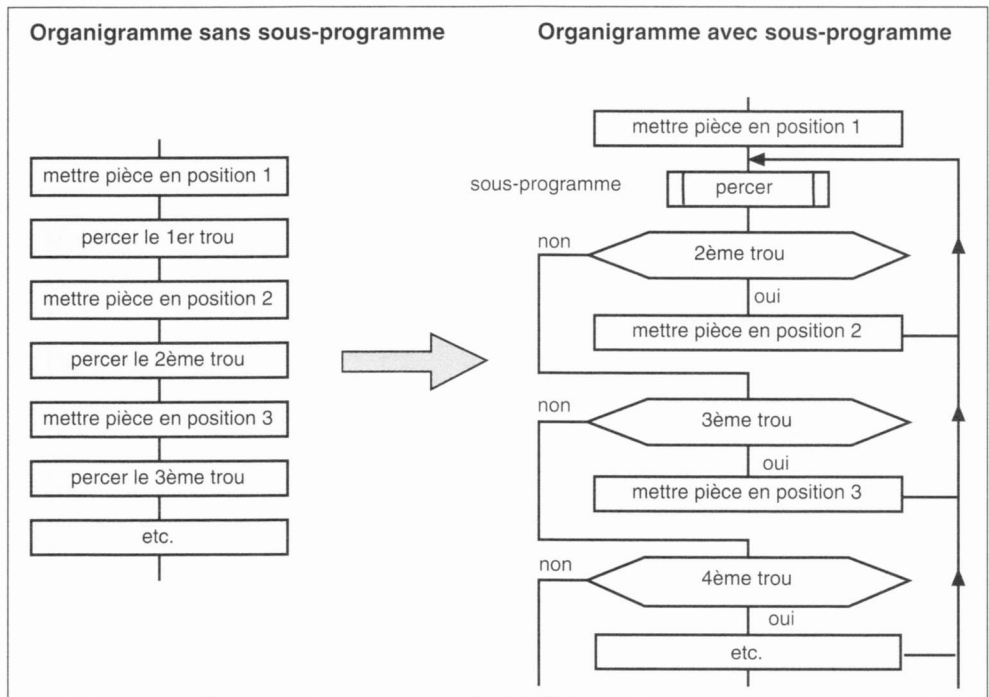 Organigramme sans sous-programme
mettre pièce en position 1
percer le 1er trou
mettre pièce en position 2
percer le 2ème trou
mettre pièce en position 3
percer le 3ème trou
etc.
Organigramme avec sous-programme
mettre pièce en position 1
sous-programme
percer
non
2ème trou
oui
mettre pièce en position 2
non
3ème trou
oui
mettre pièce en position 3
non
4ème trou
oui
etc.